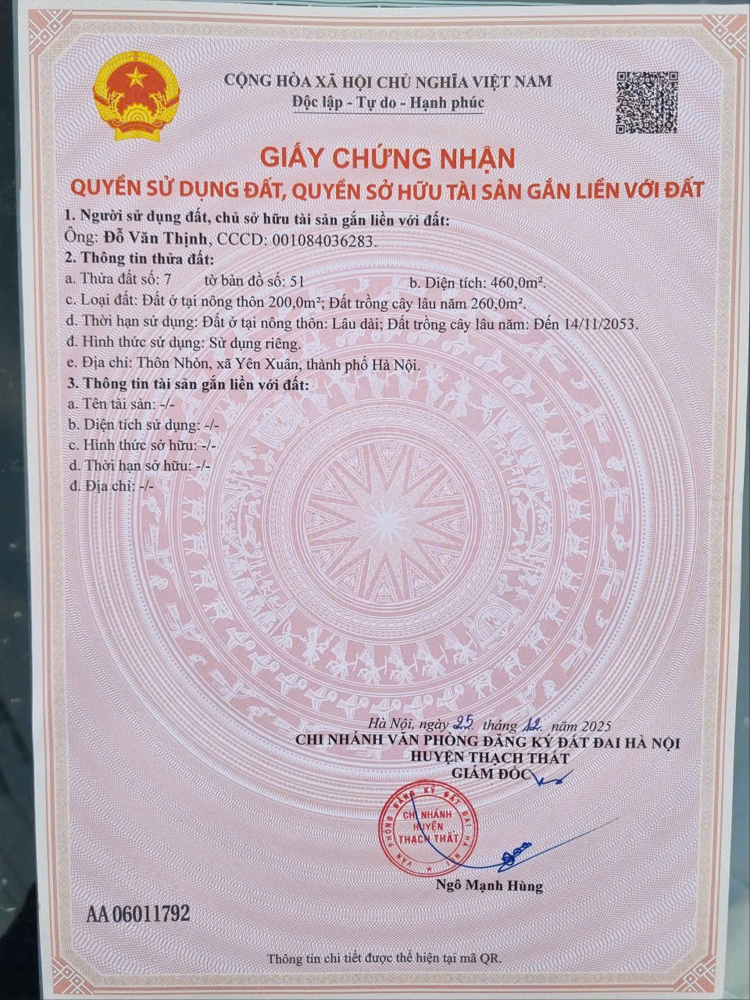 CỘNG HÒA XÃ HỘI CHỦ NGHĨA VIỆT NAM
Độc lập - Tự do - Hạnh phúc
GIẤY CHỨNG NHẬN
QUYỀN SỬ DỤNG ĐẤT, QUYỀN SỞ HỮU TÀI SẢN GẮN LIỀN VỚI ĐẤT
1. Người sử dụng đất, chủ sở hữu tài sản gắn liền với đất:
Ông: Đỗ Văn Thịnh, CCCD: 001084036283.
2. Thông tin thửa đất:
a. Thửa đất số: 7 tờ bản đồ số: 51 b. Diện tích: 460,0m².
c. Loại đất: Đất ở tại nông thôn 200,0m²; Đất trồng cây lâu năm 260,0m².
d. Thời hạn sử dụng: Đất ở tại nông thôn: Lâu dài; Đất trồng cây lâu năm: Đến 14/11/2053.
đ. Hình thức sử dụng: Sử dụng riêng.
e. Địa chỉ: Thôn Nhòn, xã Yên Xuân, thành phố Hà Nội.
3. Thông tin tài sản gắn liền với đất:
a. Tên tài sản: -/-
b. Diện tích sử dụng: -/-
c. Hình thức sở hữu: -/-
d. Thời hạn sở hữu: -/-
đ. Địa chỉ: -/-
Hà Nội, ngày 25. tháng 12. năm 2025
CHI NHÁNH VĂN PHÒNG ĐĂNG KÝ ĐẤT ĐAI HÀ NỘI
HUYỆN THẠCH THẤT
GIÁM ĐỐC
VĂN PHÒNG ĐĂNG KÝ ĐẤT ĐAI HÀ NỘI
CHI NHÁNH
HUYỆN
THẠCH THẤT
Ngô Mạnh Hùng
AA 06011792
Thông tin chi tiết được thể hiện tại mã QR.